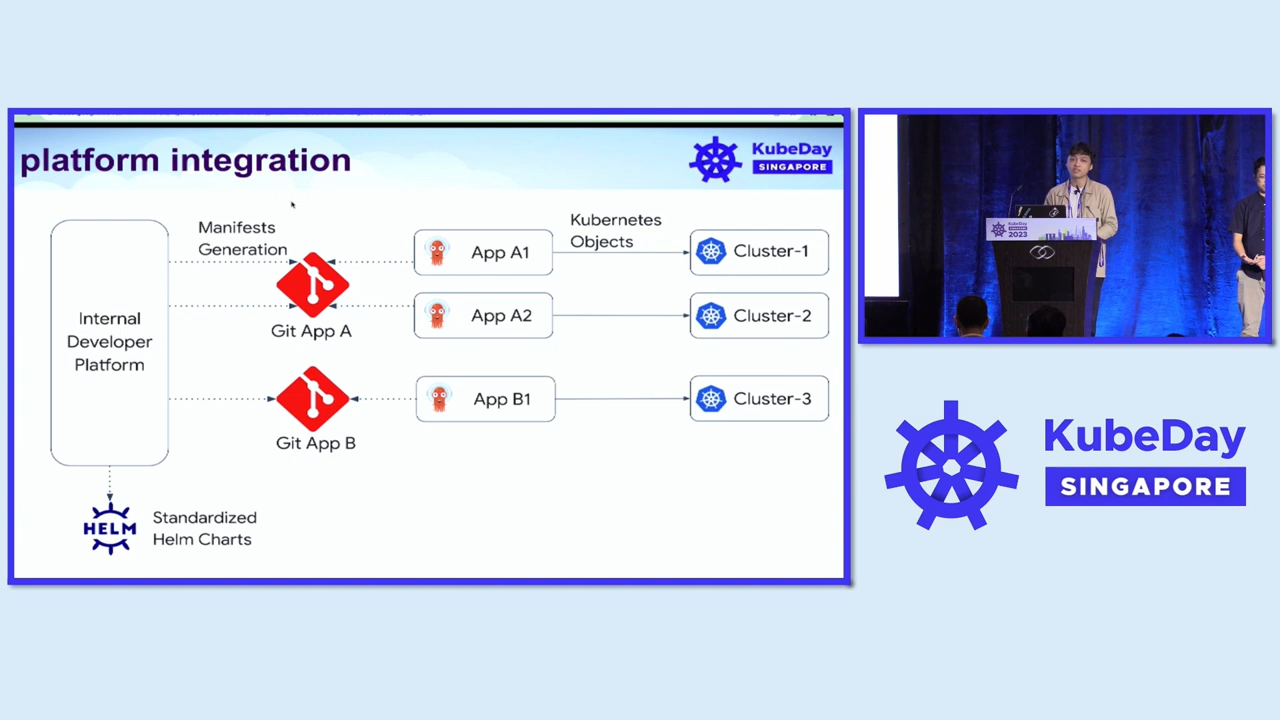 platform integration
KubeDay
SINGAPORE
Manifests
Generation
Kubernetes
Objects
App A1
Cluster-1
App A2
Cluster-2
Git App A
Internal
Developer
Platform
App B1
Cluster-3
Git App B
HELM
Standardized
Helm Charts
KubeDay
SINGAPORE
2023
KubeDay
SINGAPORE